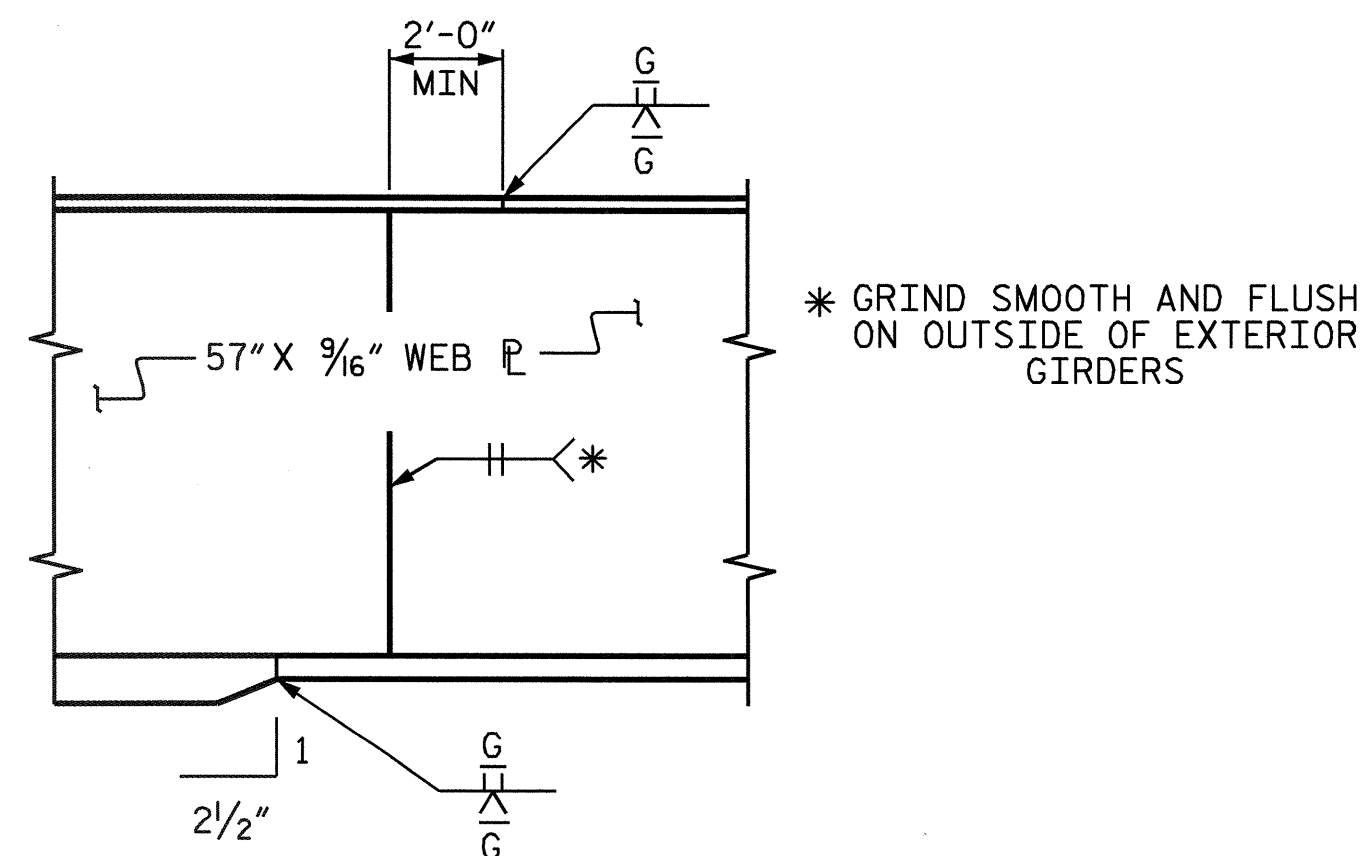 2'-0"
MIN
G
G
✳ GRIND SMOOTH AND FLUSH
ON OUTSIDE OF EXTERIOR
GIRDERS
57" X 9/16" WEB ⅊
✳
1
2 1/2"
G
G